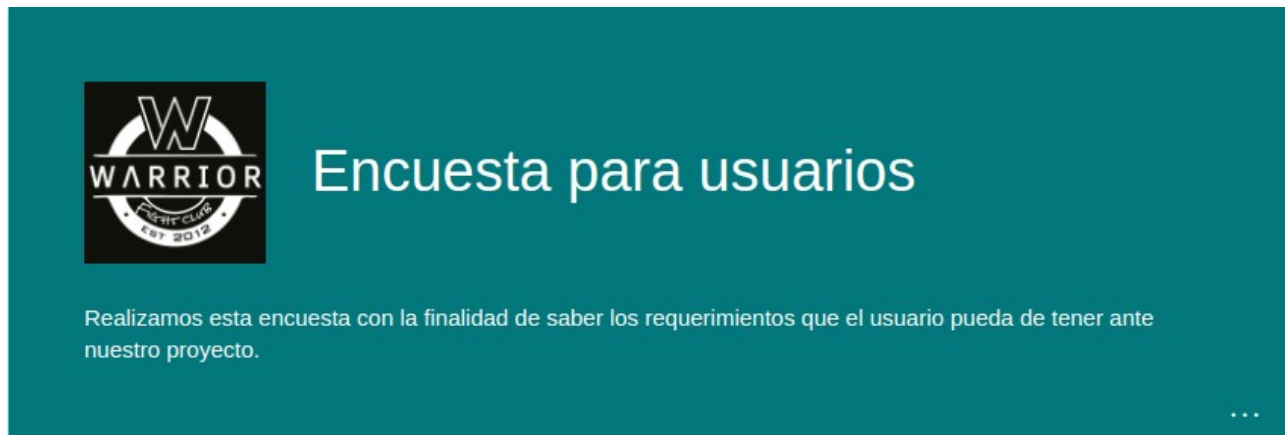 W
WARRIOR
FIGHT CLUB
EST 2012
Encuesta para usuarios
Realizamos esta encuesta con la finalidad de saber los requerimientos que el usuario pueda de tener ante
nuestro proyecto.
...